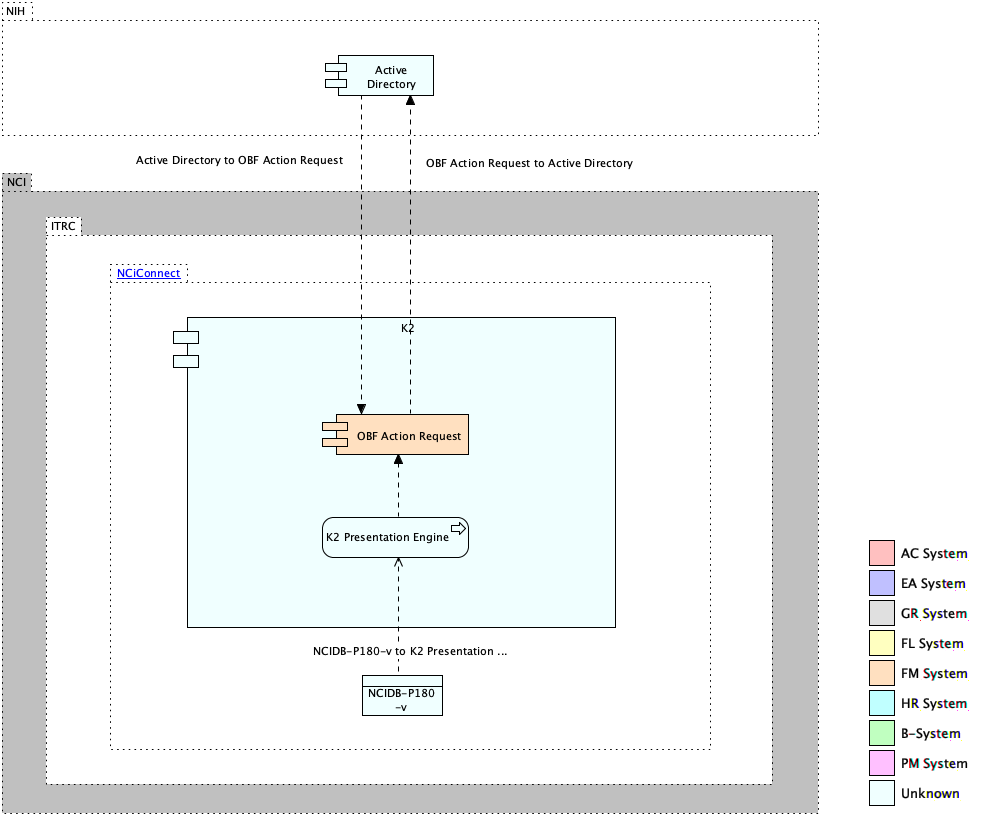 NIH
Active
Directory
Active Directory to OBF Action Request
OBF Action Request to Active Directory
NCI
ITRC
NCiConnect
K2
OBF Action Request
K2 Presentation Engine
NCIDB-P180-v to K2 Presentation ...
NCIDB-P180
-v
AC System
EA System
GR System
FL System
FM System
HR System
B-System
PM System
Unknown